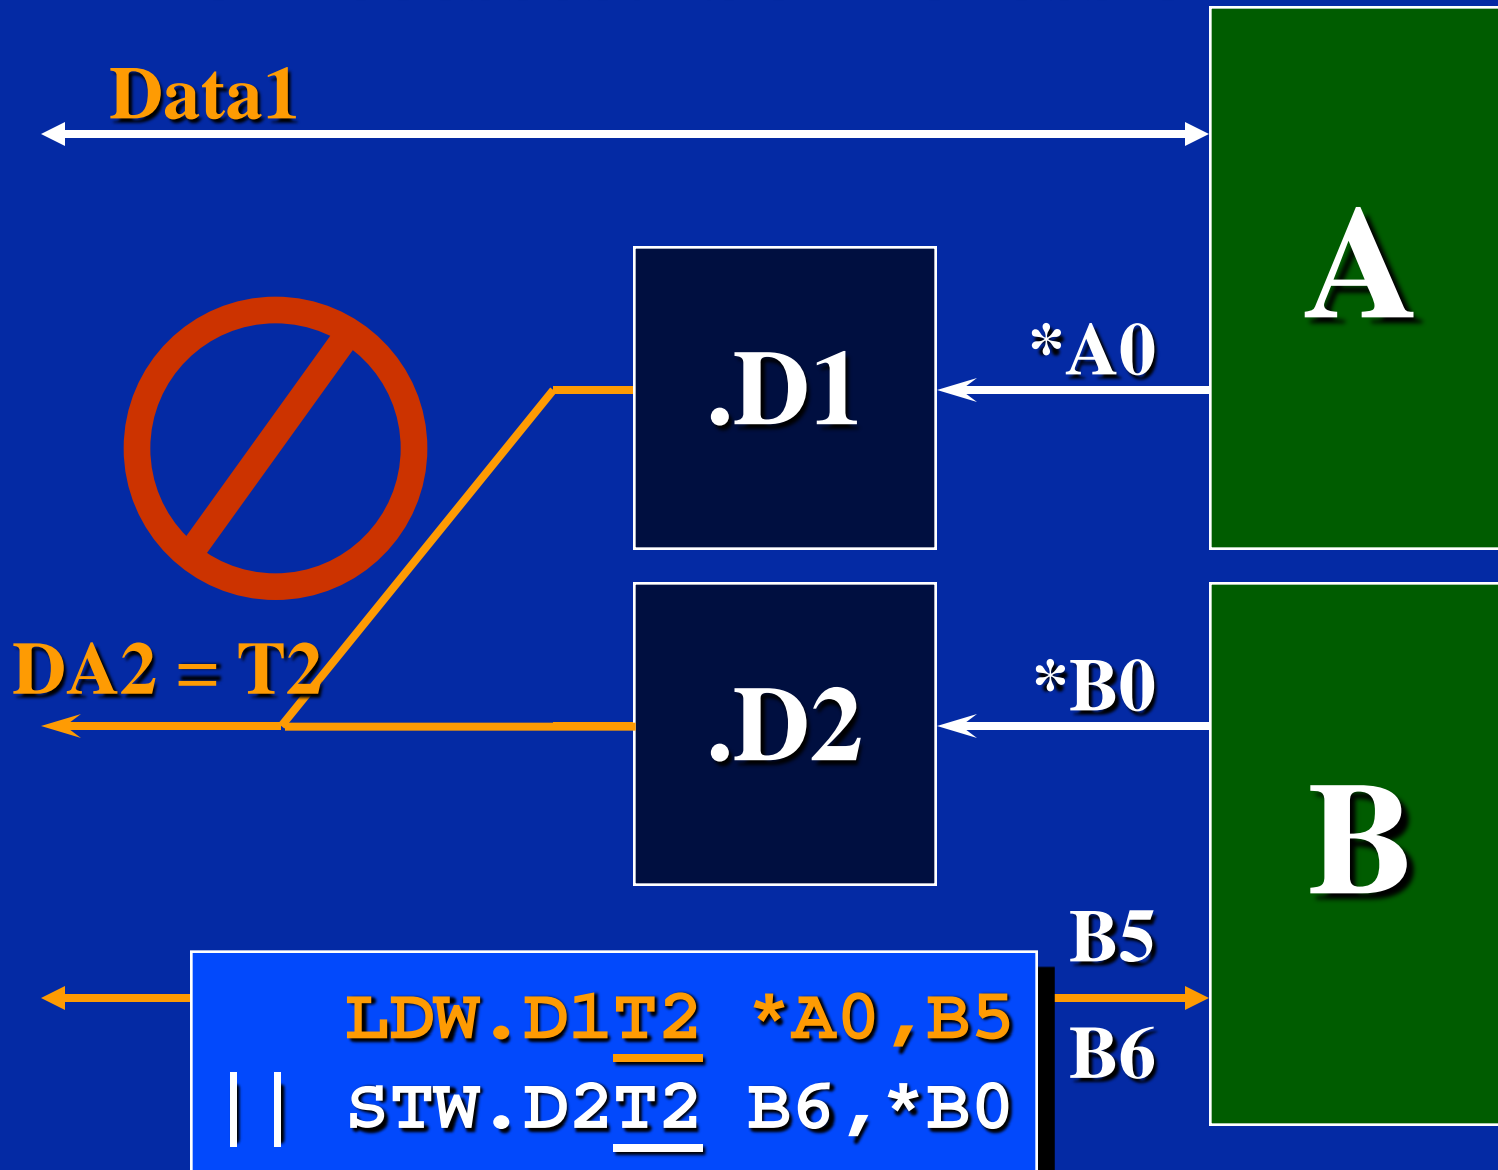 Data1
A
*A0
.D1
DA2 = T2
*B0
.D2
B
B5
LDW.D1T2 *A0,B5
B6
|| STW.D2T2 B6,*B0